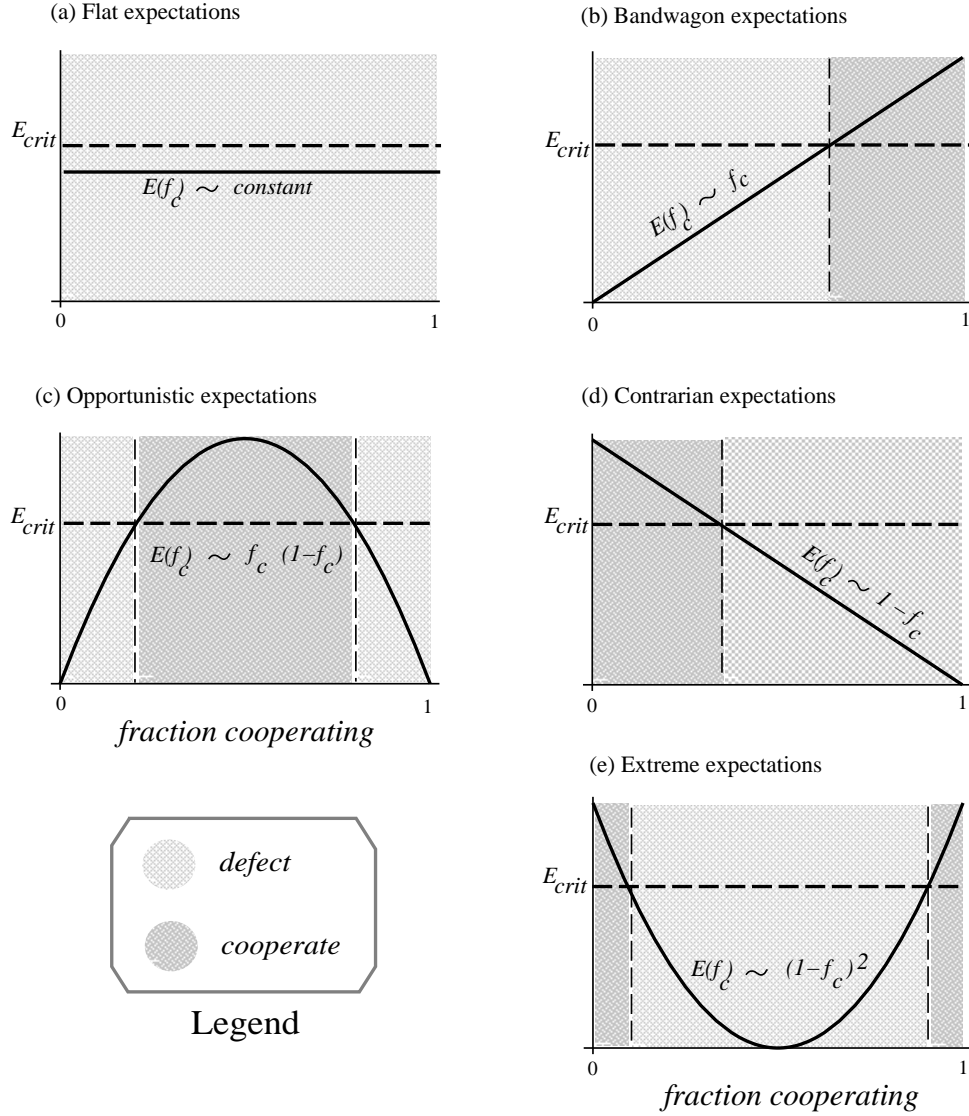 (a) Flat expectations
E_crit
E(f_c) ~ constant
0 1
(b) Bandwagon expectations
E(f_c) ~ f_c
0 1
(c) Opportunistic expectations
E_crit
E(f_c) ~ f_c (1–f_c)
0 1
fraction cooperating
(d) Contrarian expectations
E_crit
E(f_c) ~ 1–f_c
0 1
(e) Extreme expectations
E_crit
E(f_c) ~ (1–f_c)^2
0 1
fraction cooperating
defect
cooperate
Legend